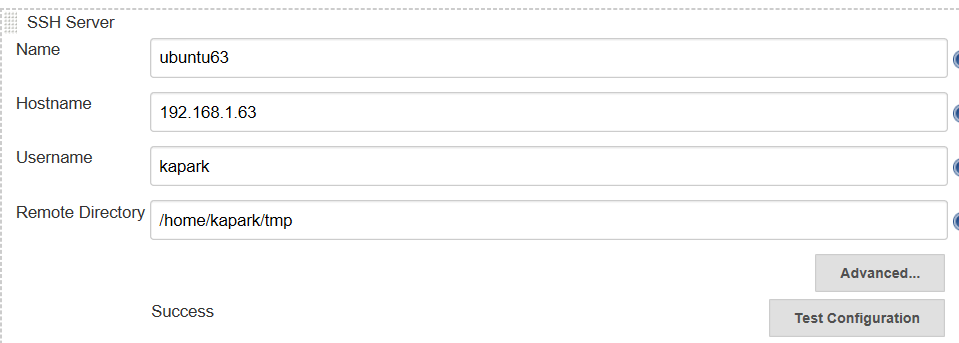 SSH Server
Name
ubuntu63
Hostname
192.168.1.63
Username
kapark
Remote Directory
/home/kapark/tmp
Advanced...
Success
Test Configuration